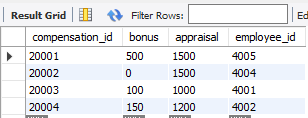 Result Grid Filter Rows: Ed
compensation_id bonus appraisal employee_id
20001 500 1500 4005
20002 0 1500 4004
20003 100 1000 4001
20004 150 1200 4002